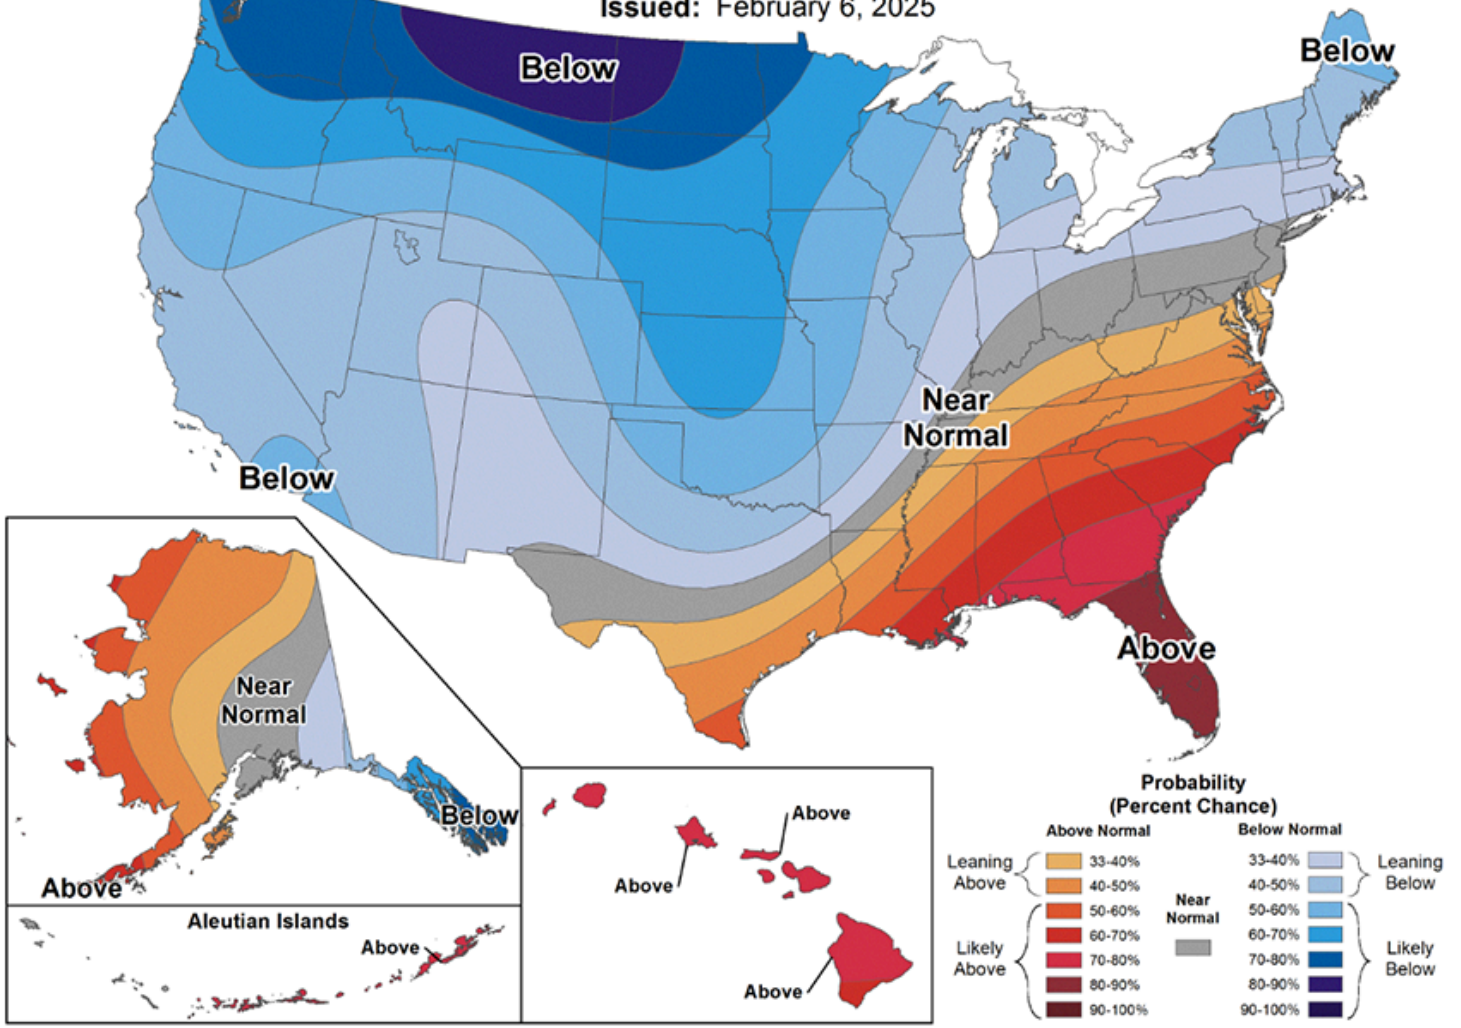 Issued: February 6, 2025
Below
Below
Near
Normal
Below
Above
Near
Normal
Below
Above
Aleutian Islands
Above
Above
Above
Above
Probability
(Percent Chance)
Above Normal
Below Normal
Leaning
Above
33-40%
40-50%
Likely
Above
50-60%
60-70%
70-80%
80-90%
90-100%
Near
Normal
33-40%
40-50%
Leaning
Below
50-60%
60-70%
70-80%
80-90%
90-100%
Likely
Below